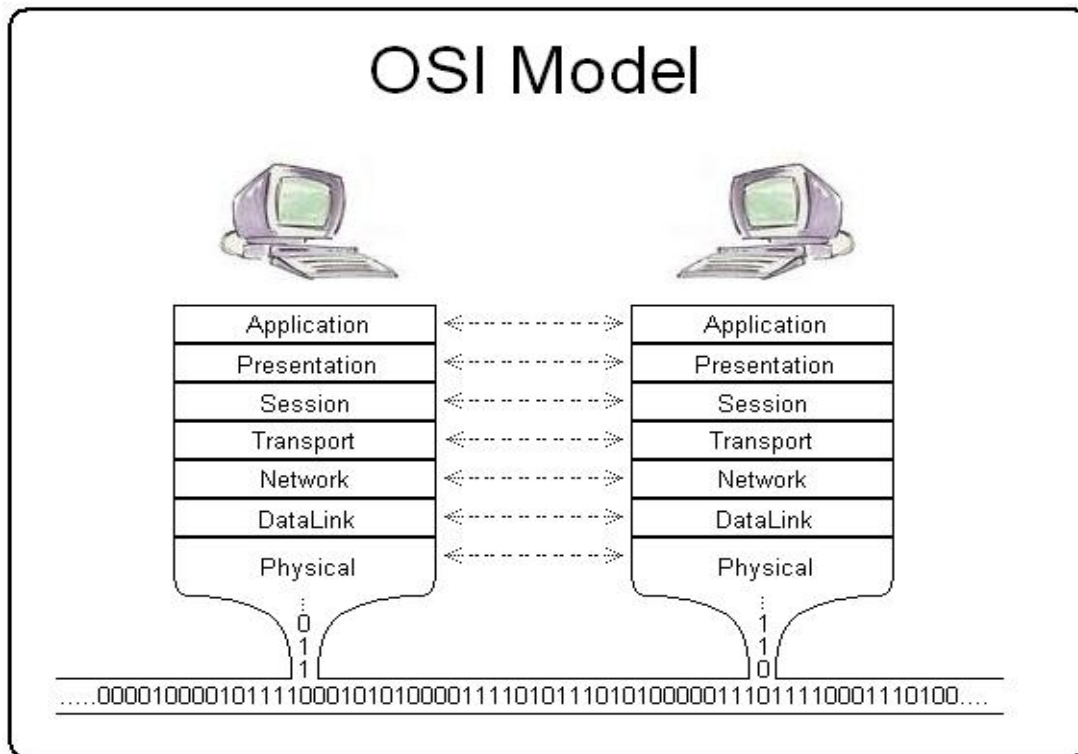 OSI Model
Application Application
Presentation Presentation
Session Session
Transport Transport
Network Network
DataLink DataLink
Physical Physical
0 1
1 1
1 0
.....0000100001011110001010100001111010111010100000111011110001110100....